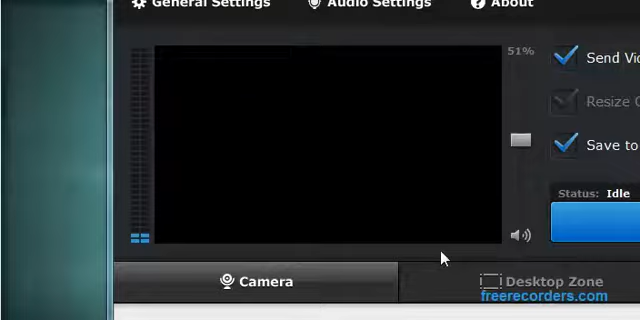 General Settings
Audio Settings
About
51%
Send Vi
Resize
Save to
Status: Idle
Camera
Desktop Zone
freerecorders.com